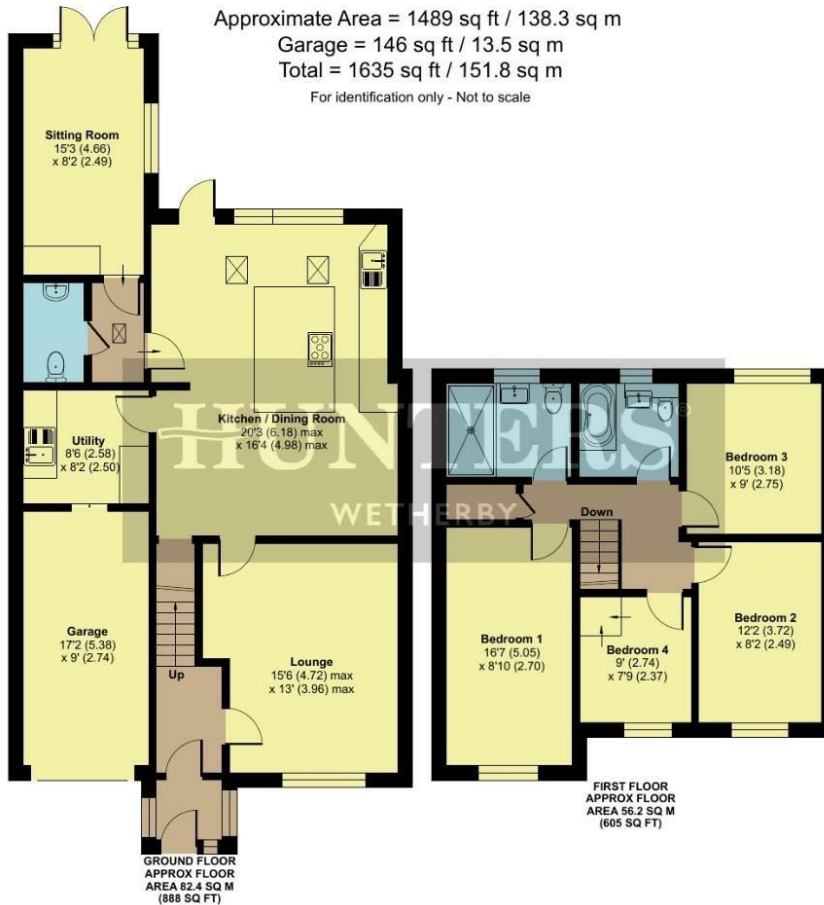 Approximate Area = 1489 sq ft / 138.3 sq m
Garage = 146 sq ft / 13.5 sq m
Total = 1635 sq ft / 151.8 sq m
For identification only - Not to scale
Sitting Room
15'3 (4.66)
x 8'2 (2.49)
Kitchen / Dining Room
20'3 (6.18) max
x 16'4 (4.98) max
Utility
8'6 (2.58)
x 8'2 (2.50)
HUNTERS®
WETHERBY
Garage
17'2 (5.38)
x 9' (2.74)
Up
Lounge
15'6 (4.72) max
x 13' (3.96) max
GROUND FLOOR
APPROX FLOOR
AREA 82.4 SQ M
(888 SQ FT)
Bedroom 3
10'5 (3.18)
x 9' (2.75)
Down
Bedroom 1
16'7 (5.05)
x 8'10 (2.70)
Bedroom 4
9' (2.74)
x 7'9 (2.37)
Bedroom 2
12'2 (3.72)
x 8'2 (2.49)
FIRST FLOOR
APPROX FLOOR
AREA 56.2 SQ M
(605 SQ FT)